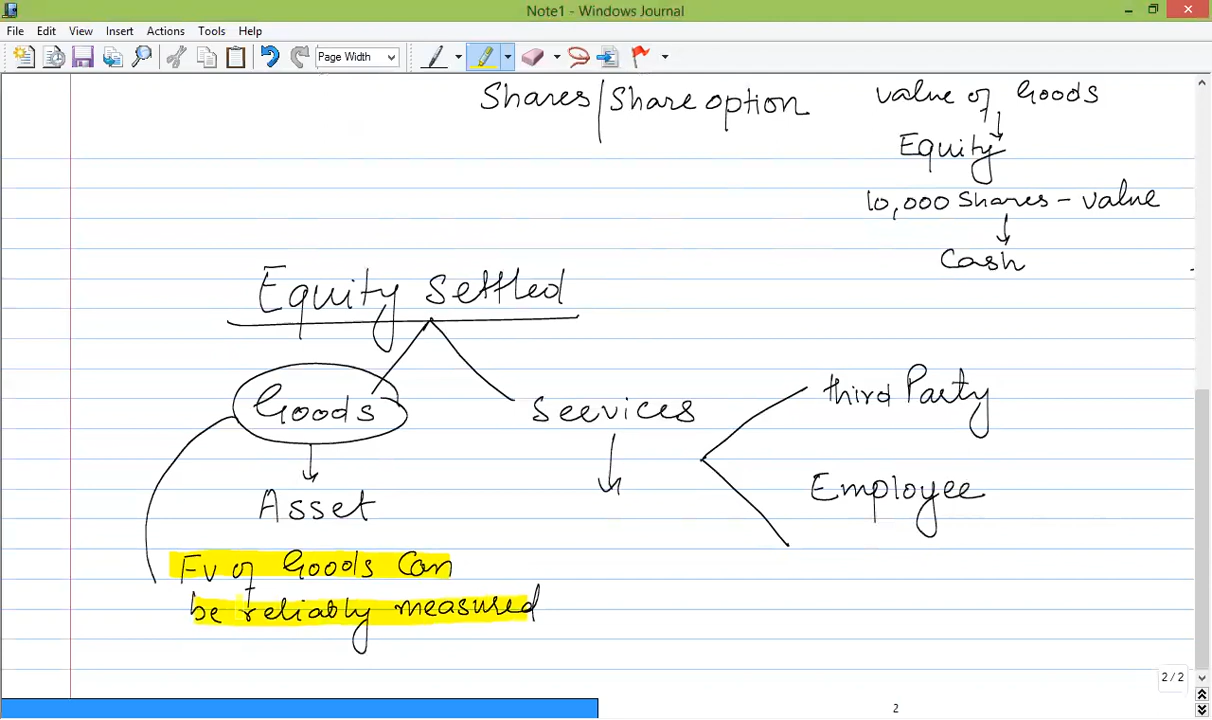 Note1 - Windows Journal
File Edit View Insert Actions Tools Help
Page Width
Shares/Share option
value of Goods
Equity
10,000 Shares - value
Cash
Equity Settled
Goods
Seevices
third Party
Employee
Asset
FV of Goods Can
be reliably measured
2 / 2
2